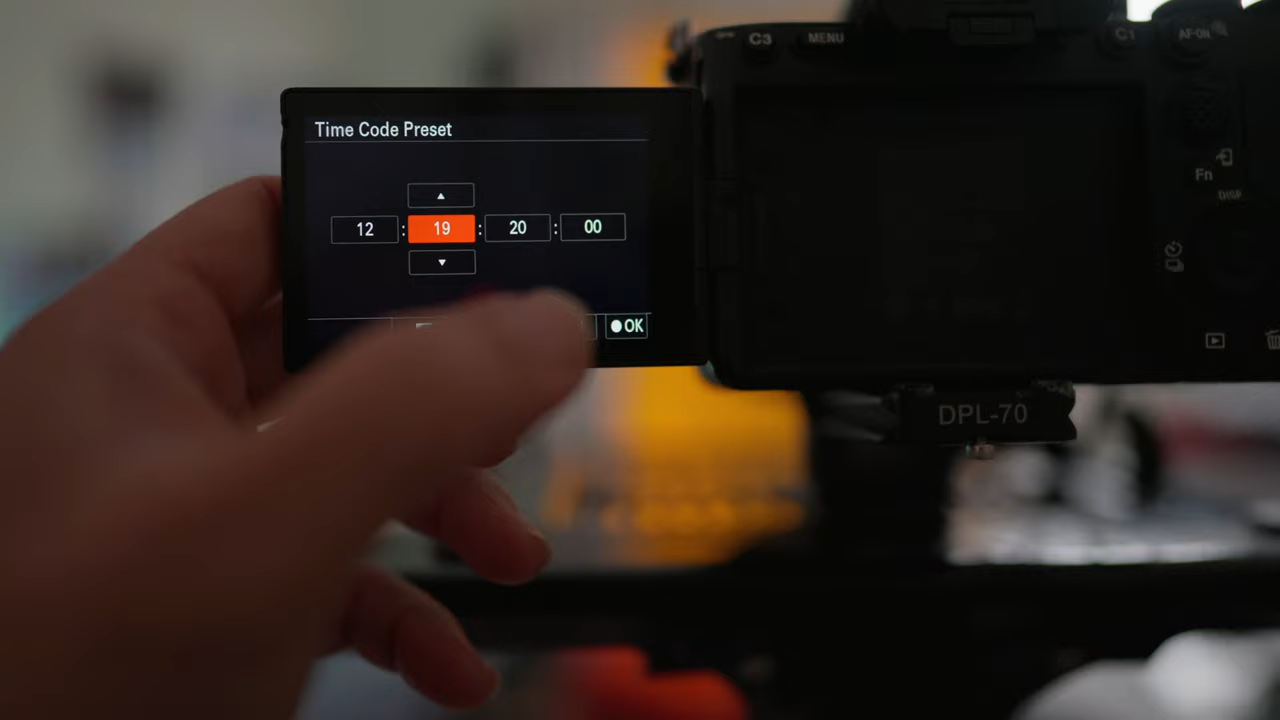 C3 MENU C1 AF-ON
Time Code Preset
Fn
DISP
12 : 19 : 20 : 00
OK
DPL-70